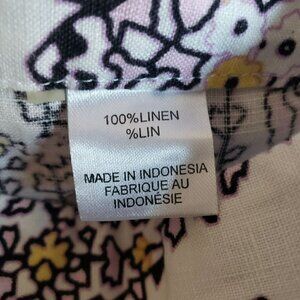 100%LINEN
%LIN
MADE IN INDONESIA
FABRIQUE AU
INDONÉSIE